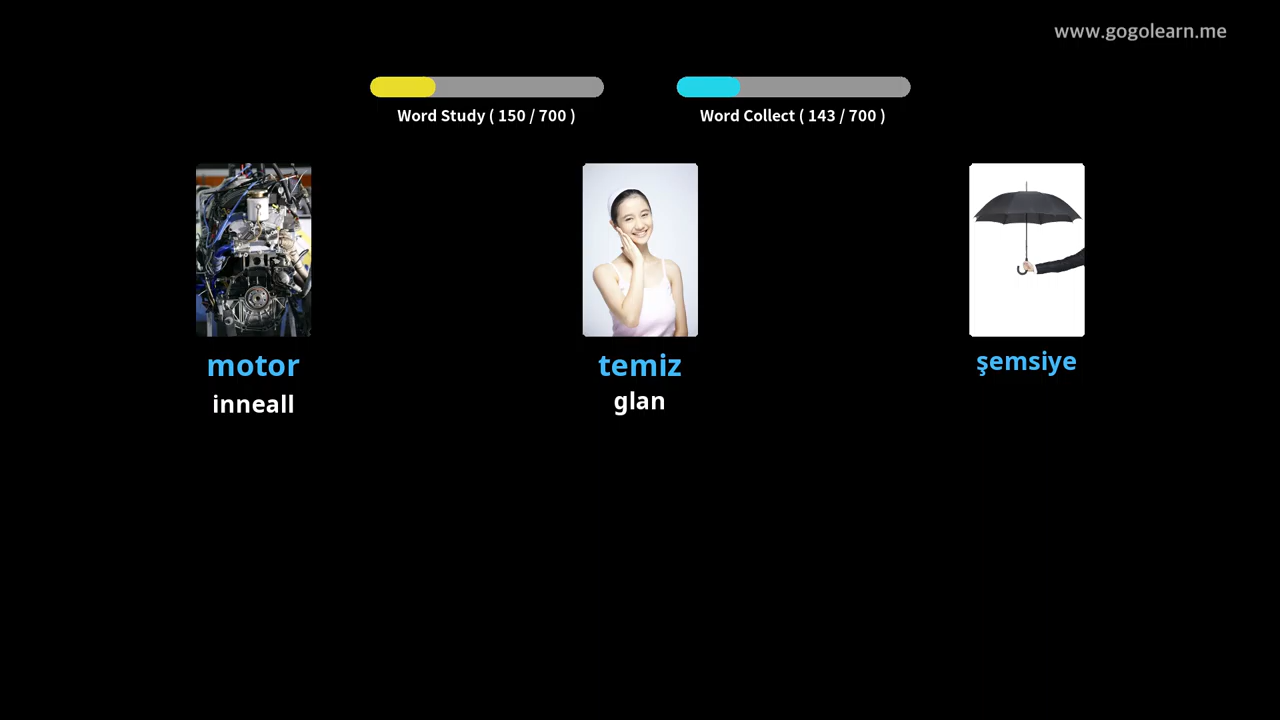 www.gogolearn.me
Word Study ( 150 / 700 )
Word Collect ( 143 / 700 )
motor
inneall
temiz
glan
şemsiye